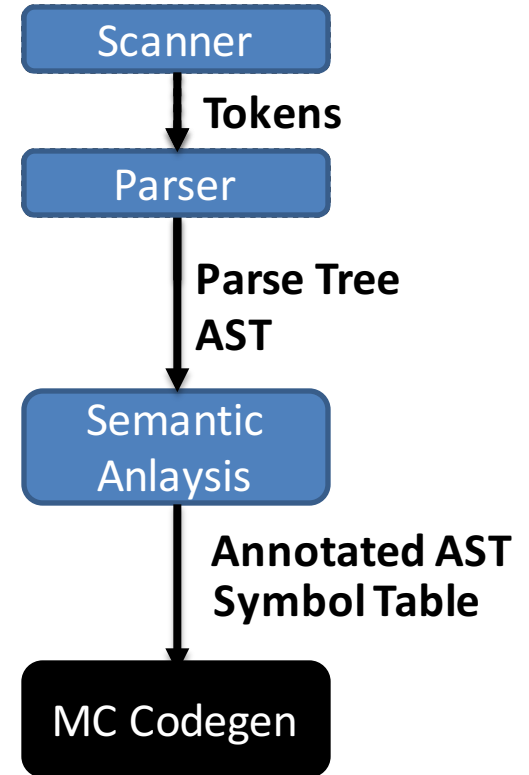 Scanner
Tokens
Parser
Parse Tree
AST
Semantic
Anlaysis
Annotated AST
Symbol Table
MC Codegen